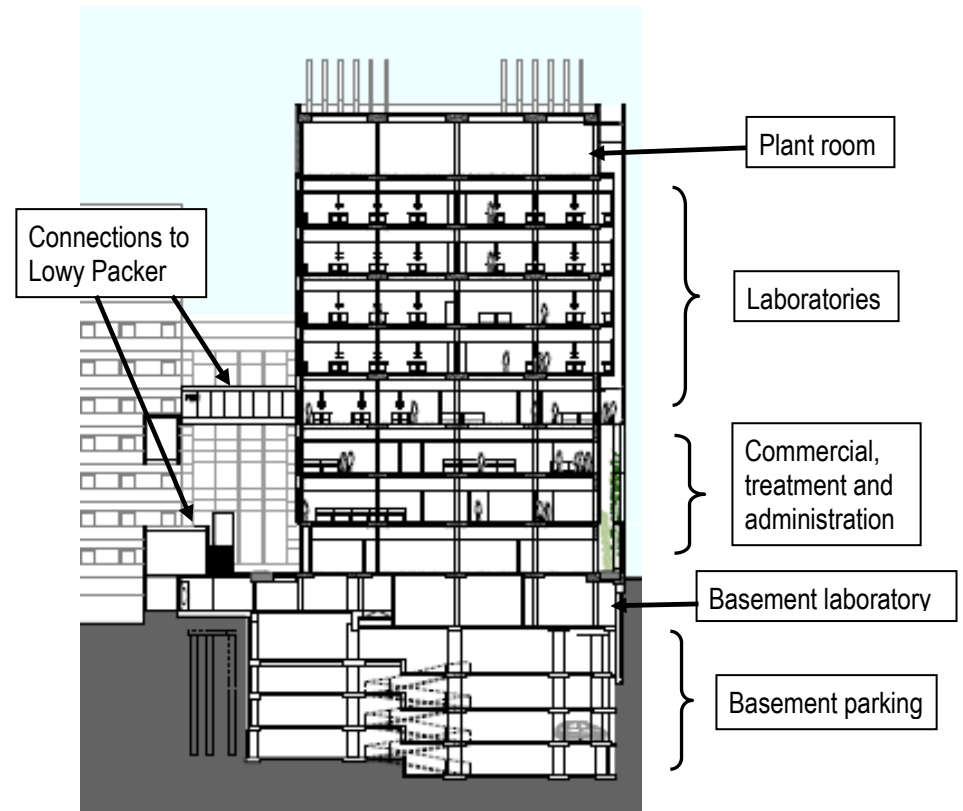 Plant room
Connections to
Lowy Packer
Laboratories
Commercial,
treatment and
administration
Basement laboratory
Basement parking